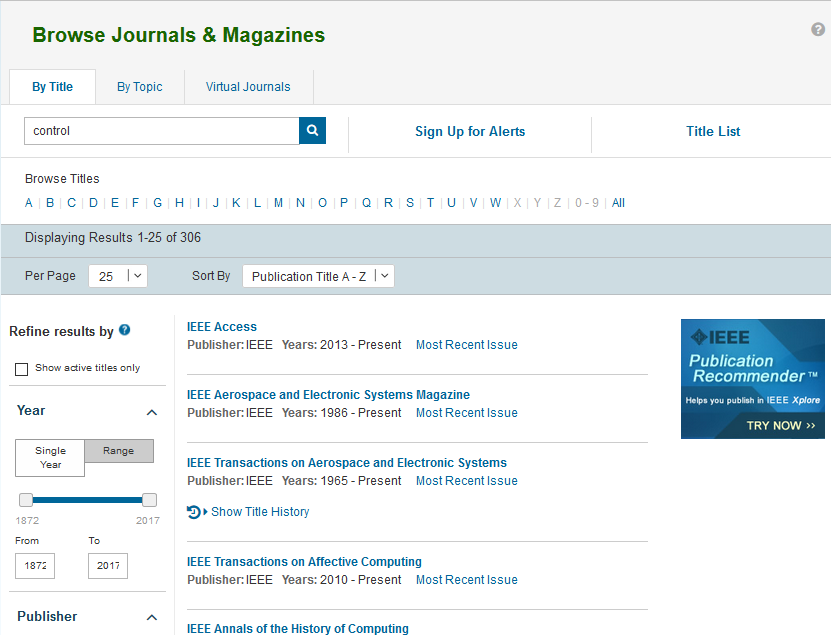 Browse Journals & Magazines
?
By Title
By Topic
Virtual Journals
control
Sign Up for Alerts
Title List
Browse Titles
A | B | C | D | E | F | G | H | I | J | K | L | M | N | O | P | Q | R | S | T | U | V | W | X | Y | Z | 0 - 9 | All
Displaying Results 1-25 of 306
Per Page 25 Sort By Publication Title A - Z
Refine results by ?
Show active titles only
Year
Single Year
Range
1872 2017
From To
1872 2017
Publisher
IEEE Access
Publisher: IEEE Years: 2013 - Present Most Recent Issue
IEEE Aerospace and Electronic Systems Magazine
Publisher: IEEE Years: 1986 - Present Most Recent Issue
IEEE Transactions on Aerospace and Electronic Systems
Publisher: IEEE Years: 1965 - Present Most Recent Issue
Show Title History
IEEE Transactions on Affective Computing
Publisher: IEEE Years: 2010 - Present Most Recent Issue
IEEE Annals of the History of Computing
IEEE
Publication
Recommender™
Helps you publish in IEEE Xplore
TRY NOW >>